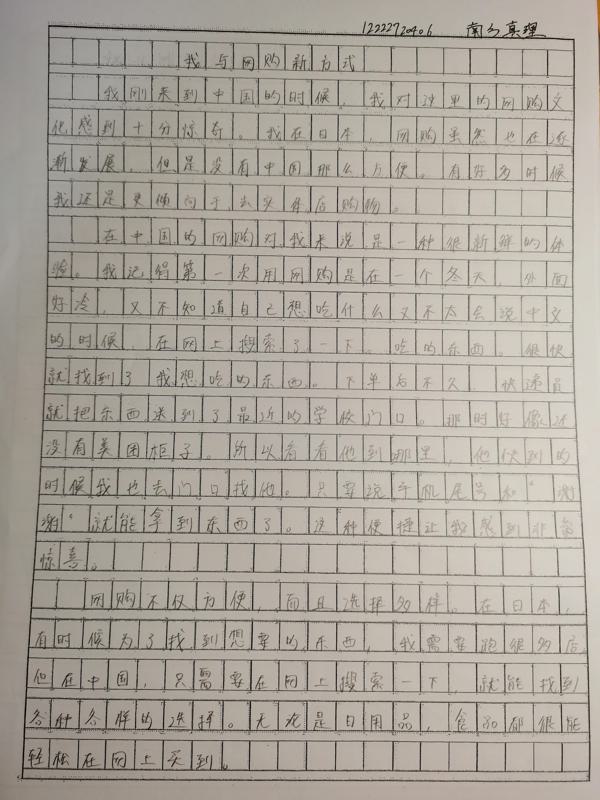 1222720406 南乡真理
我与网购新方式
我刚来到中国的时候，我对这里的网购文
化感到十分惊奇。我在日本，网购虽然也在逐
渐发展，但是没有中国那么方便。有好多时候
我还是更倾向于去实体店购物。
在中国的网购对我来说是一种很新鲜的体
验。我记得第一次用网购是在一个冬天，外面
好冷，又不知道自己想吃什么又不太会说中文
的时候，在网上搜索了一下。吃的东西。很快
就找到了我想吃的东西。下单后不久，快递员
就把东西送到了最近的学校门口。那时好像还
没有美团柜子。所以看看他到哪里，他快到的
时候我也去门口找他。只要说手机尾号和“谢
谢”就能拿到东西了。这种便捷让我感到非常
惊喜。
网购不仅方便，而且选择多样。在日本，
有时候为了找到想要的东西，我需要跑很多店
但在中国，只需要在网上搜索一下，就能找到
各种各样的选择。无论是日用品，食品都很能
轻松在网上买到。